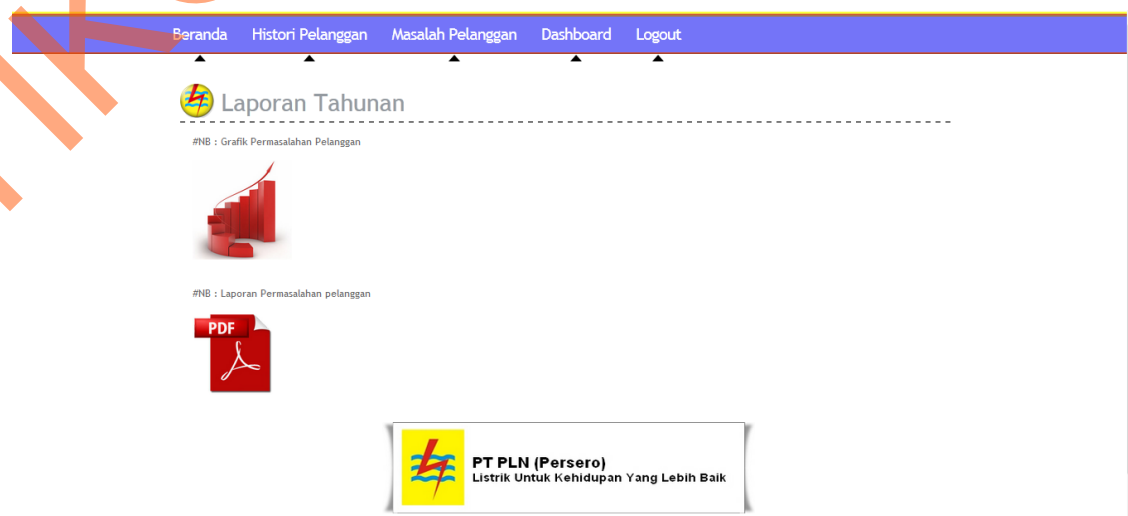 Beranda Histori Pelanggan Masalah Pelanggan Dashboard Logout
Laporan Tahunan
#NB : Grafik Permasalahan Pelanggan
#NB : Laporan Permasalahan pelanggan
PDF
PT PLN (Persero)
Listrik Untuk Kehidupan Yang Lebih Baik